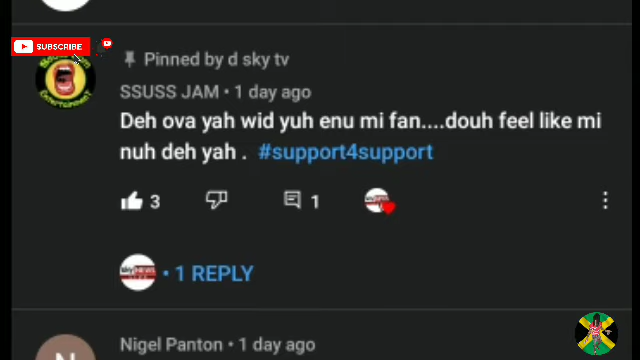 SUBSCRIBE
Pinned by d sky tv
SSUSS JAM • 1 day ago
Deh ova yah wid yuh enu mi fan....douh feel like mi
nuh deh yah . #support4support
3
1
• 1 REPLY
Nigel Panton • 1 day ago
N